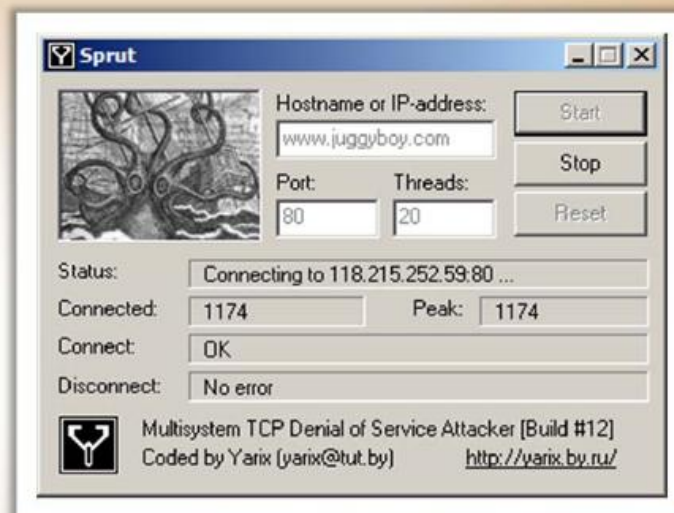 Sprut
Hostname or IP-address:
www.juggyboy.com
Start
Port:
Threads:
Stop
80
20
Reset
Status:
Connecting to 118.215.252.59:80 ...
Connected:
1174
Peak:
1174
Connect:
OK
Disconnect:
No error
Multisystem TCP Denial of Service Attacker [Build #12]
Coded by Yarix (yarix@tut.by)
http://yarix.by.ru/